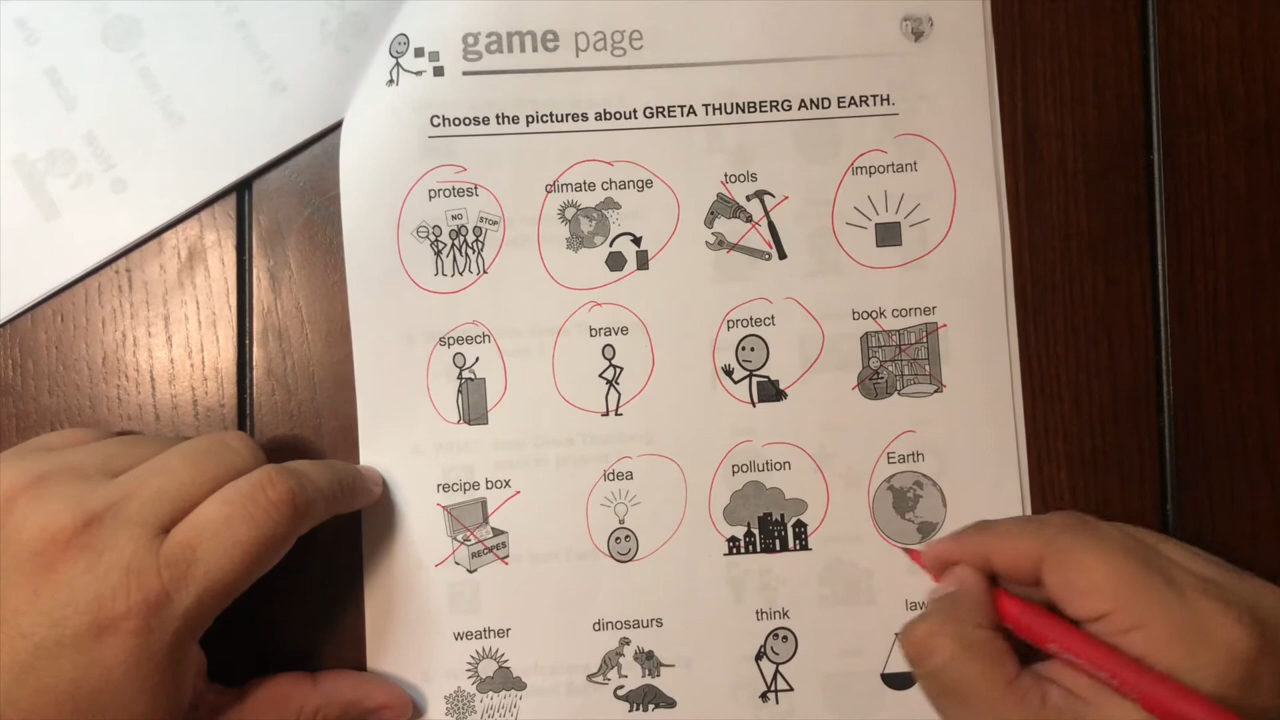 game page
Choose the pictures about GRETA THUNBERG AND EARTH.
protest
climate change
tools
important
NO
STOP
speech
brave
protect
book corner
recipe box
idea
pollution
Earth
RECIPES
weather
dinosaurs
think
law